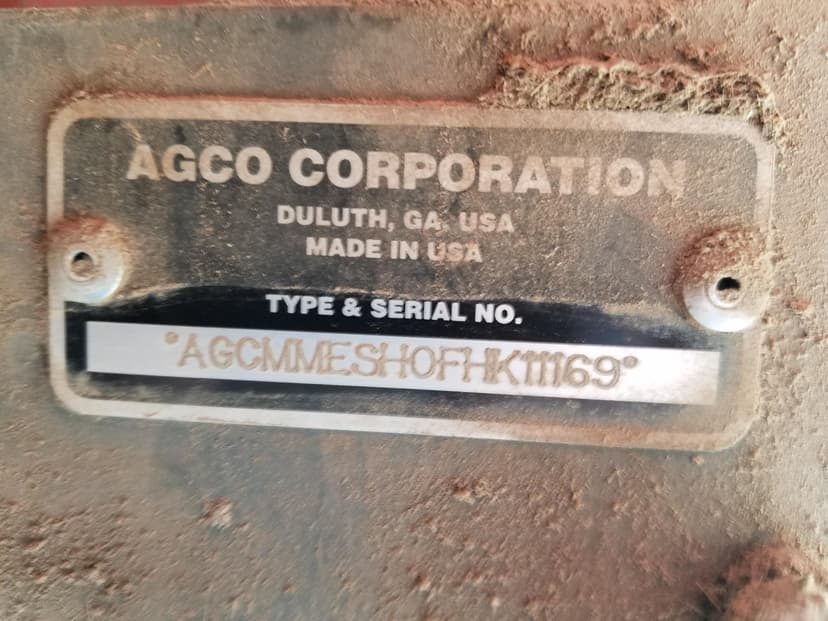 AGCO CORPORATION
DULUTH, GA, USA
MADE IN USA
TYPE & SERIAL NO.
*AGCMMESH0FHK11169*